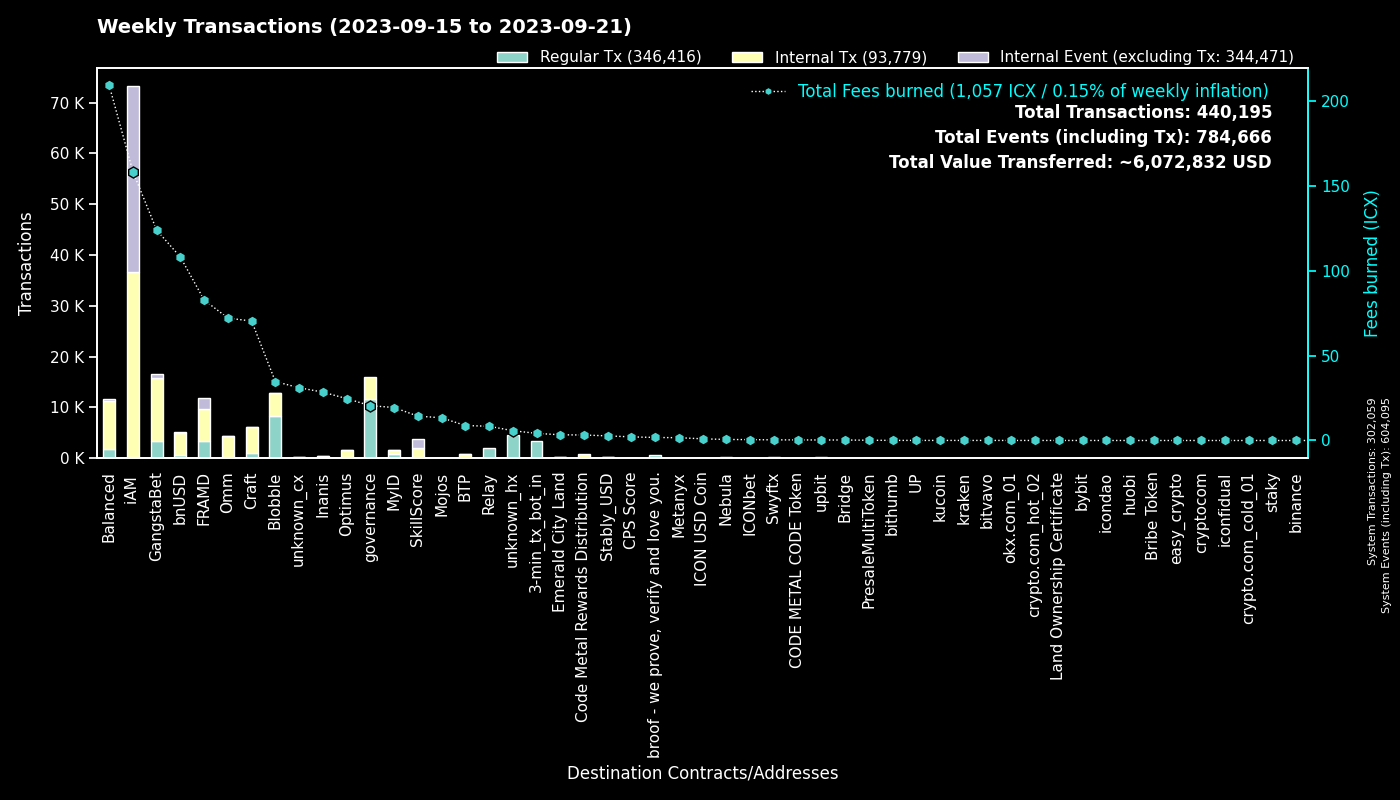 Weekly Transactions (2023-09-15 to 2023-09-21)
Regular Tx (346,416)
Internal Tx (93,779)
Internal Event (excluding Tx: 344,471)
Total Fees burned (1,057 ICX / 0.15% of weekly inflation)
Total Transactions: 440,195
Total Events (including Tx): 784,666
Total Value Transferred: ~6,072,832 USD
Transactions
70 K
60 K
50 K
40 K
30 K
20 K
10 K
0 K
200
150
100
50
0
Fees burned (ICX)
System Transactions: 302,059
System Events (including Tx): 604,095
Balanced
iAM
GangstaBet
bnUSD
FRAMD
Omm
Craft
Blobble
unknown_cx
Inanis
Optimus
governance
MyID
SkillScore
Mojos
BTP
Relay
unknown_hx
3-min_tx_bot_in
Emerald City Land
Code Metal Rewards Distribution
Stably_USD
CPS Score
broof - we prove, verify and love you.
Metanyx
ICON USD Coin
Nebula
ICONbet
Swyftx
CODE METAL CODE Token
upbit
Bridge
PresaleMultiToken
bithumb
UP
kucoin
kraken
bitvavo
okx.com_01
crypto.com_hot_02
Land Ownership Certificate
bybit
icondao
huobi
Bribe Token
easy_crypto
cryptocom
iconfidual
crypto.com_cold_01
staky
binance
Destination Contracts/Addresses